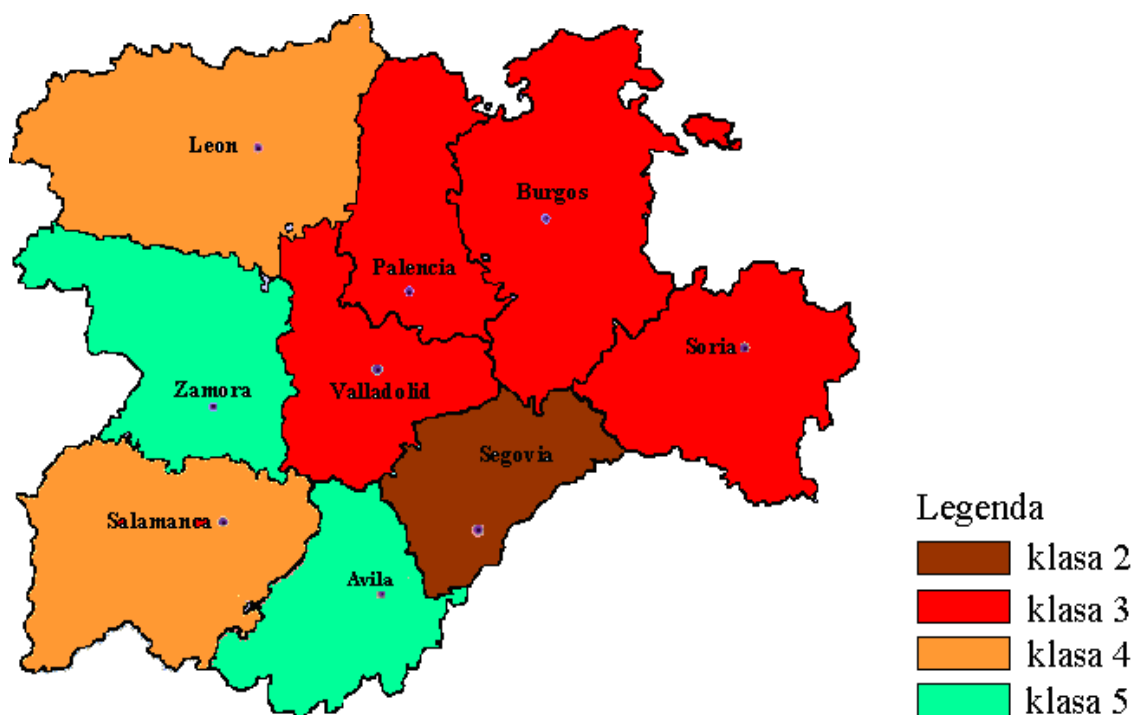 Leon
Burgos
Palencia
Soria
Zamora
Valladolid
Segovia
Salamanca
Avila
Legenda
klasa 2
klasa 3
klasa 4
klasa 5